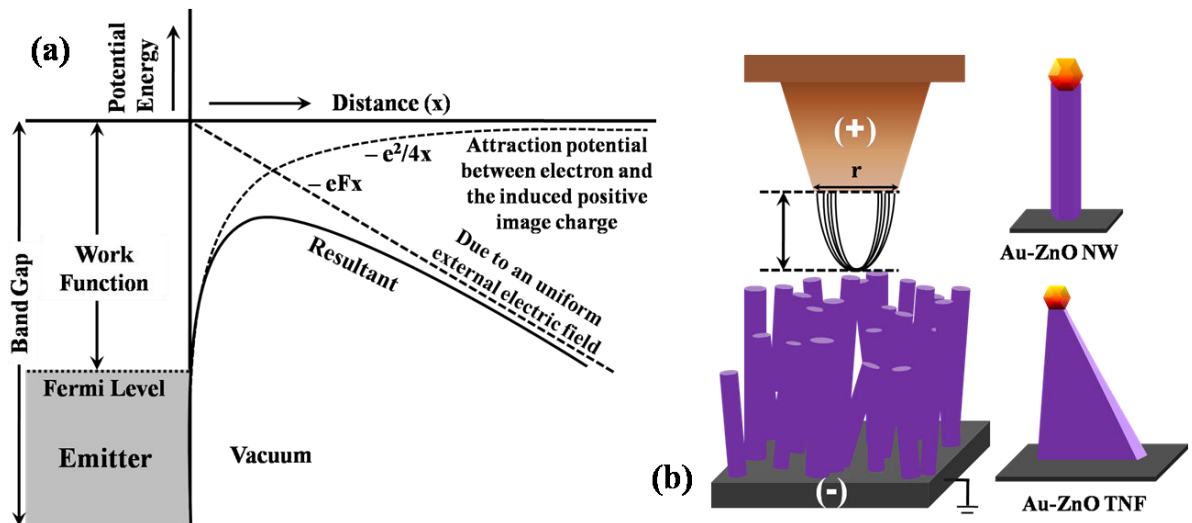 (a)
Potential
Energy
Distance (x)
– e²/4x
Attraction potential
between electron and
the induced positive
image charge
– eFx
Band Gap
Work
Function
Resultant
Due to an uniform
external electric field
Fermi Level
Emitter
Vacuum
(+)
r
(b)
(-)
Au-ZnO NW
Au-ZnO TNF